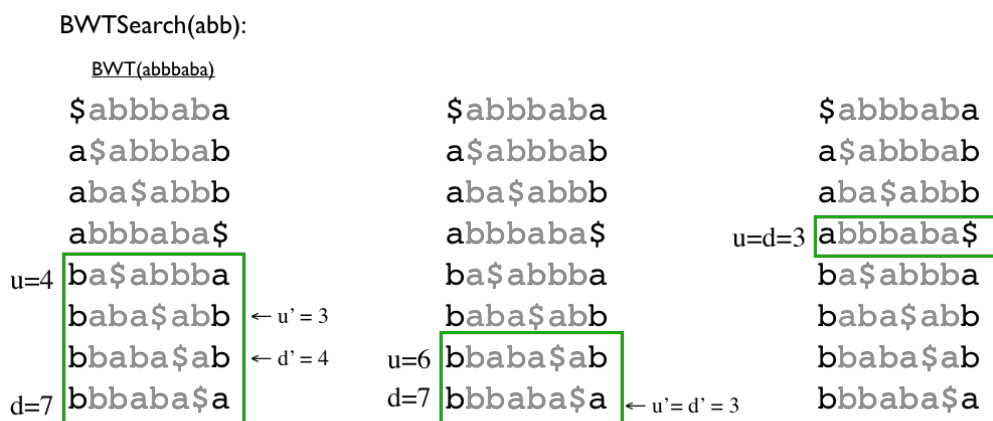 BWTSearch(abb):
BWT(abbbaba)
$abbbaba $abbbaba $abbbaba
a$abbbab a$abbbab a$abbbab
aba$abbb aba$abbb aba$abbb
abbbaba$ abbbaba$ u=d=3 abbbaba$
u=4 ba$abbba ba$abbba ba$abbba
baba$abb ← u' = 3 baba$abb baba$abb
bbaba$ab ← d' = 4 u=6 bbaba$ab bbaba$ab
d=7 bbbaba$a d=7 bbbaba$a ← u'= d' = 3 bbbaba$a